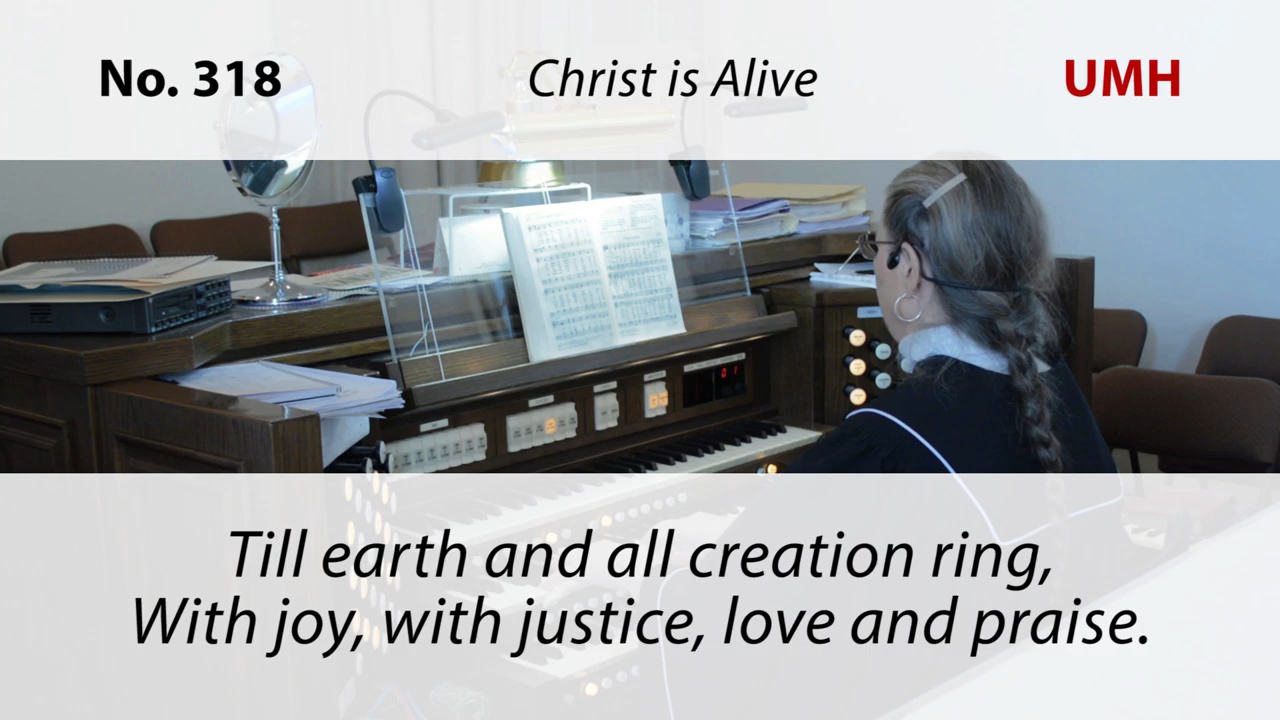 No. 318
Christ is Alive
UMH
Till earth and all creation ring,
With joy, with justice, love and praise.